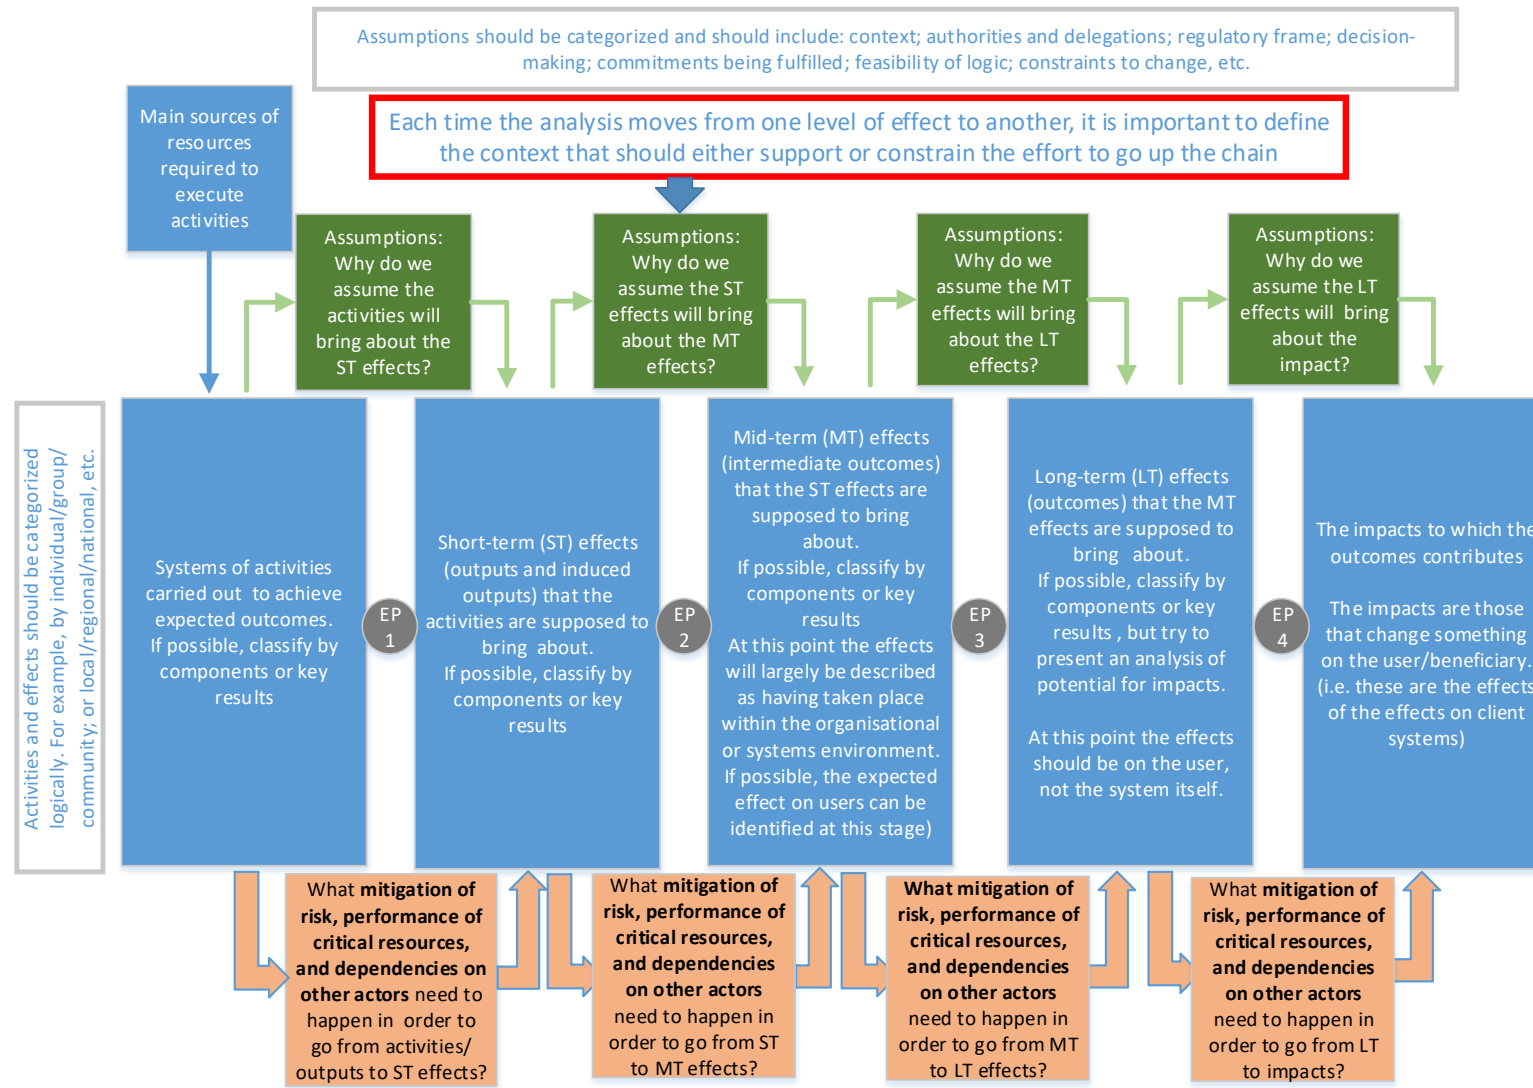 Assumptions should be categorized and should include: context; authorities and delegations; regulatory frame; decision-
making; commitments being fulfilled; feasibility of logic; constraints to change, etc.
Main sources of
resources
required to
execute
activities
Each time the analysis moves from one level of effect to another, it is important to define
the context that should either support or constrain the effort to go up the chain
Assumptions:
Why do we
assume the
activities will
bring about the
ST effects?
Assumptions:
Why do we
assume the ST
effects will bring
about the MT
effects?
Assumptions:
Why do we
assume the MT
effects will bring
about the LT
effects?
Assumptions:
Why do we
assume the LT
effects will bring
about the
impact?
Activities and effects should be categorized
logically. For example, by individual/group/
community; or local/regional/national, etc.
Systems of activities
carried out to achieve
expected outcomes.
If possible, classify by
components or key
results
EP
1
Short-term (ST) effects
(outputs and induced
outputs) that the
activities are supposed to
bring about.
If possible, classify by
components or key
results
EP
2
Mid-term (MT) effects
(intermediate outcomes)
that the ST effects are
supposed to bring
about.
If possible, classify by
components or key
results
At this point the effects
will largely be described
as having taken place
within the organisational
or systems environment.
If possible, the expected
effect on users can be
identified at this stage)
EP
3
Long-term (LT) effects
(outcomes) that the MT
effects are supposed to
bring about.
If possible, classify by
components or key
results , but try to
present an analysis of
potential for impacts.
At this point the effects
should be on the user,
not the system itself.
EP
4
The impacts to which the
outcomes contributes
The impacts are those
that change something
on the user/beneficiary.
(i.e. these are the effects
of the effects on client
systems)
What mitigation of
risk, performance of
critical resources,
and dependencies on
other actors need to
happen in order to
go from activities/
outputs to ST effects?
What mitigation of
risk, performance of
critical resources,
and dependencies
on other actors
need to happen in
order to go from ST
to MT effects?
What mitigation of
risk, performance of
critical resources,
and dependencies
on other actors
need to happen in
order to go from MT
to LT effects?
What mitigation of
risk, performance of
critical resources,
and dependencies
on other actors
need to happen in
order to go from LT
to impacts?